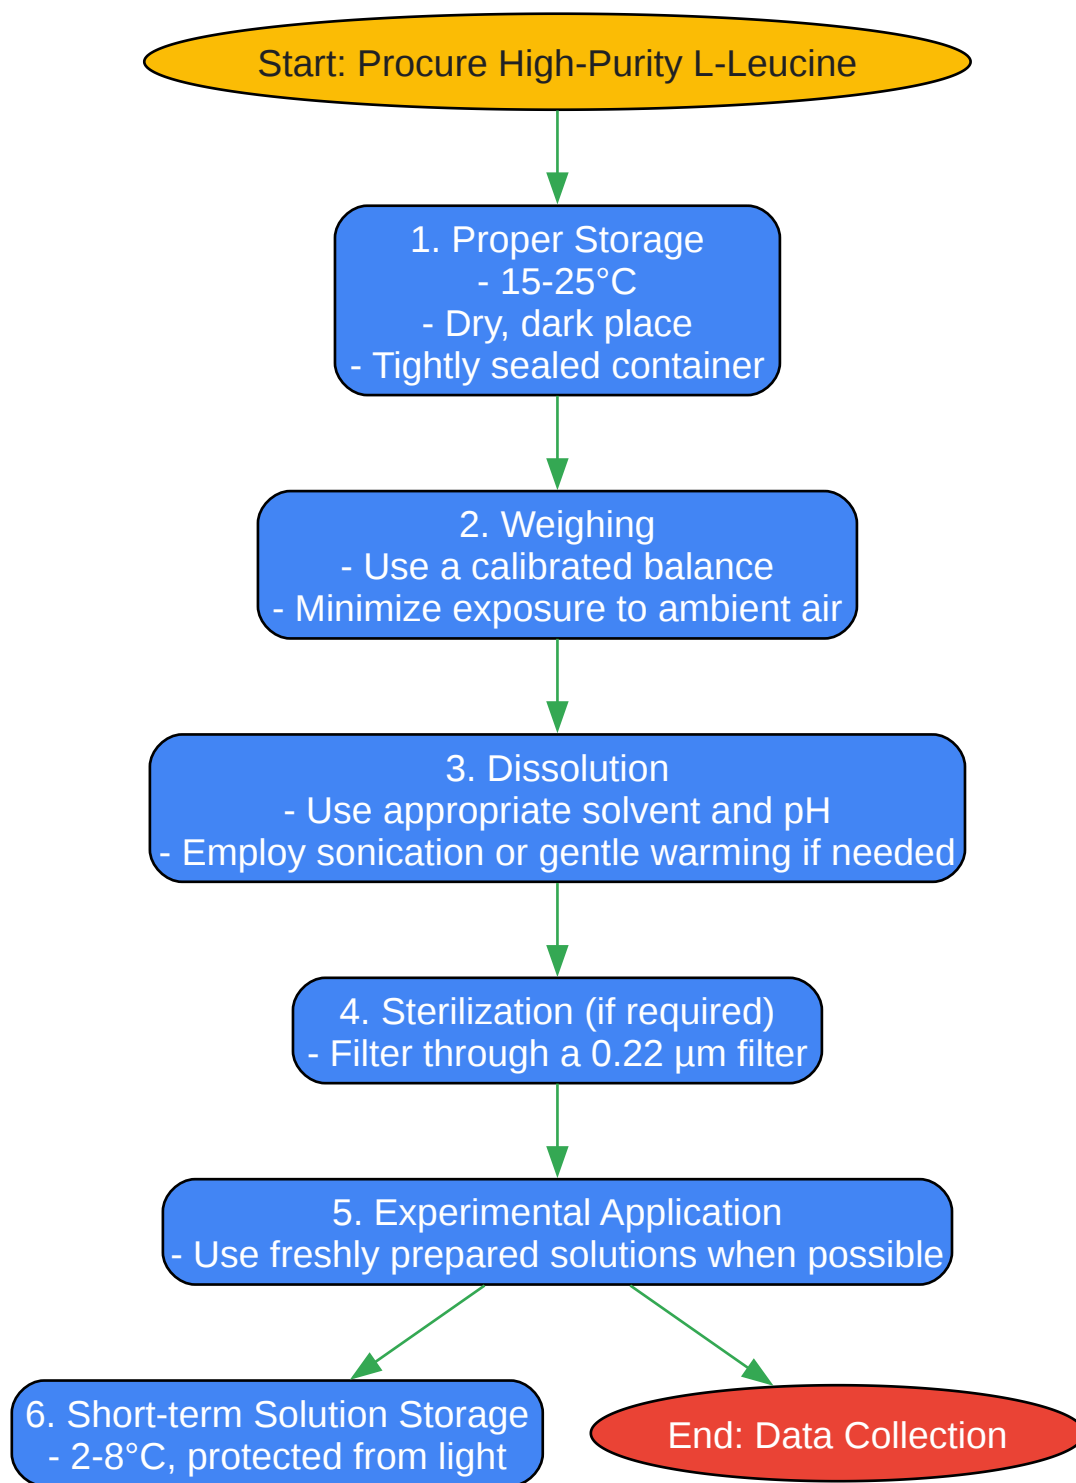 Start: Procure High-Purity L-Leucine
1. Proper Storage
- 15-25°C
- Dry, dark place
- Tightly sealed container
2. Weighing
- Use a calibrated balance
- Minimize exposure to ambient air
3. Dissolution
- Use appropriate solvent and pH
- Employ sonication or gentle warming if needed
4. Sterilization (if required)
- Filter through a 0.22 µm filter
5. Experimental Application
- Use freshly prepared solutions when possible
6. Short-term Solution Storage
- 2-8°C, protected from light
End: Data Collection